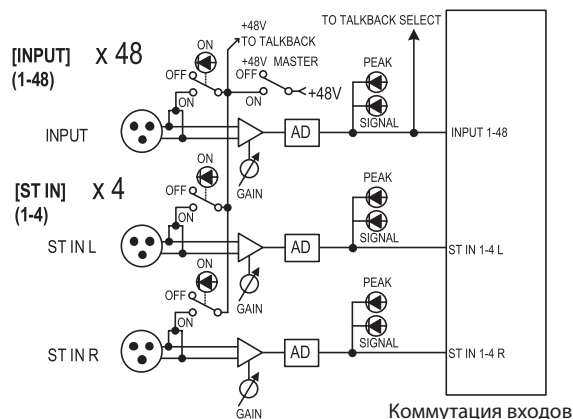 +48V
TO TALKBACK
TO TALKBACK SELECT
[INPUT] X 48
(1-48)
ON
OFF
ON
+48V MASTER
OFF
ON
+48V
PEAK
SIGNAL
INPUT
AD
GAIN
INPUT 1-48
[ST IN] X 4
(1-4)
ON
OFF
ON
PEAK
SIGNAL
ST IN L
AD
GAIN
ST IN 1-4 L
ON
OFF
ON
PEAK
SIGNAL
ST IN R
AD
GAIN
ST IN 1-4 R
Коммутация входов